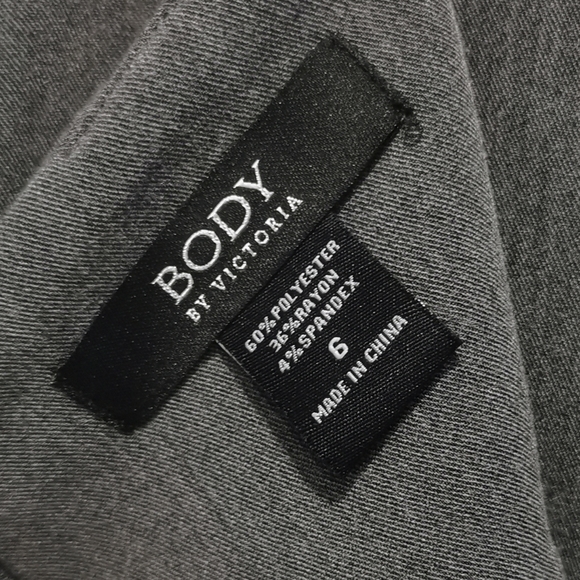 BODY
BY VICTORIA
60% POLYESTER
36% RAYON
4% SPANDEX
6
MADE IN CHINA